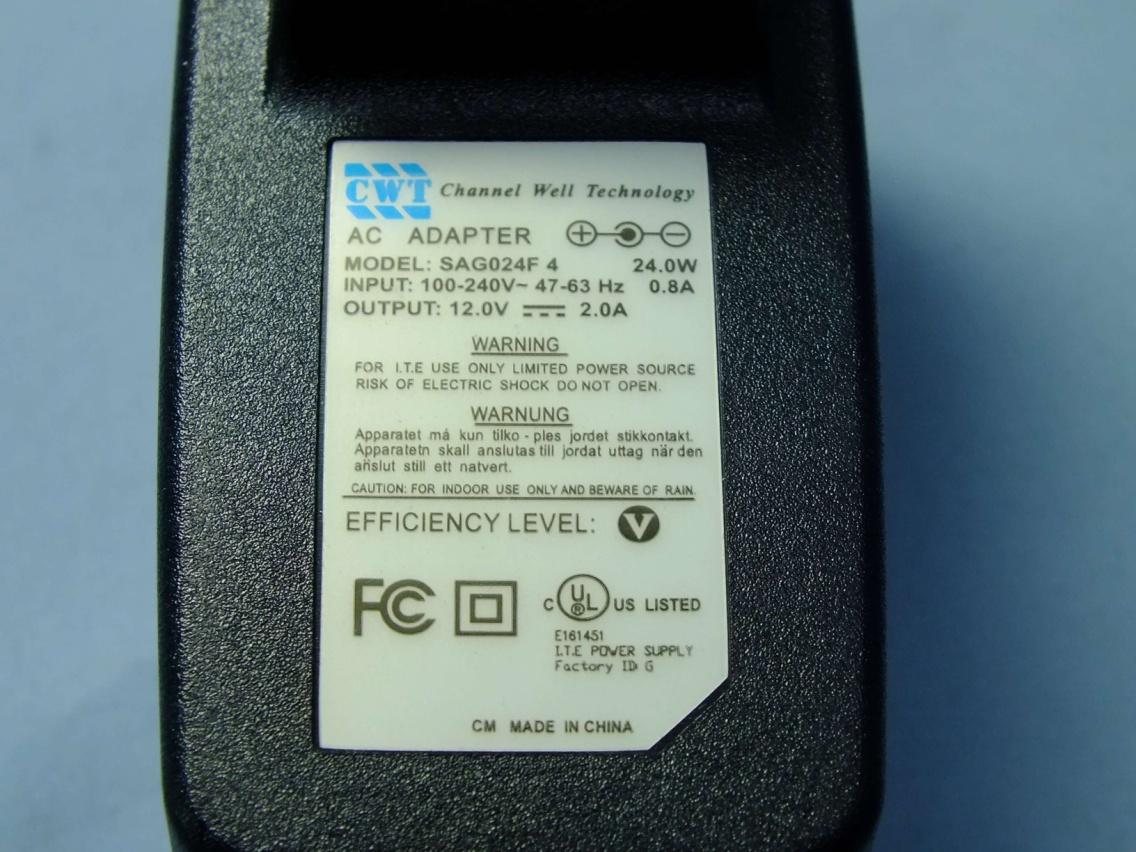 CWT Channel Well Technology
AC ADAPTER
MODEL: SAG024F 4 24.0W
INPUT: 100-240V~ 47-63 Hz 0.8A
OUTPUT: 12.0V ⎓ 2.0A
WARNING
FOR I.T.E USE ONLY LIMITED POWER SOURCE
RISK OF ELECTRIC SHOCK DO NOT OPEN.
WARNUNG
Apparatet må kun tilko - ples jordet stikkontakt.
Apparatetn skall anslutas till jordat uttag när den
añslut still ett natvert.
CAUTION: FOR INDOOR USE ONLY AND BEWARE OF RAIN.
EFFICIENCY LEVEL: V
FC
C UL ® US LISTED
E161451
I.T.E POWER SUPPLY
Factory ID: G
CM MADE IN CHINA